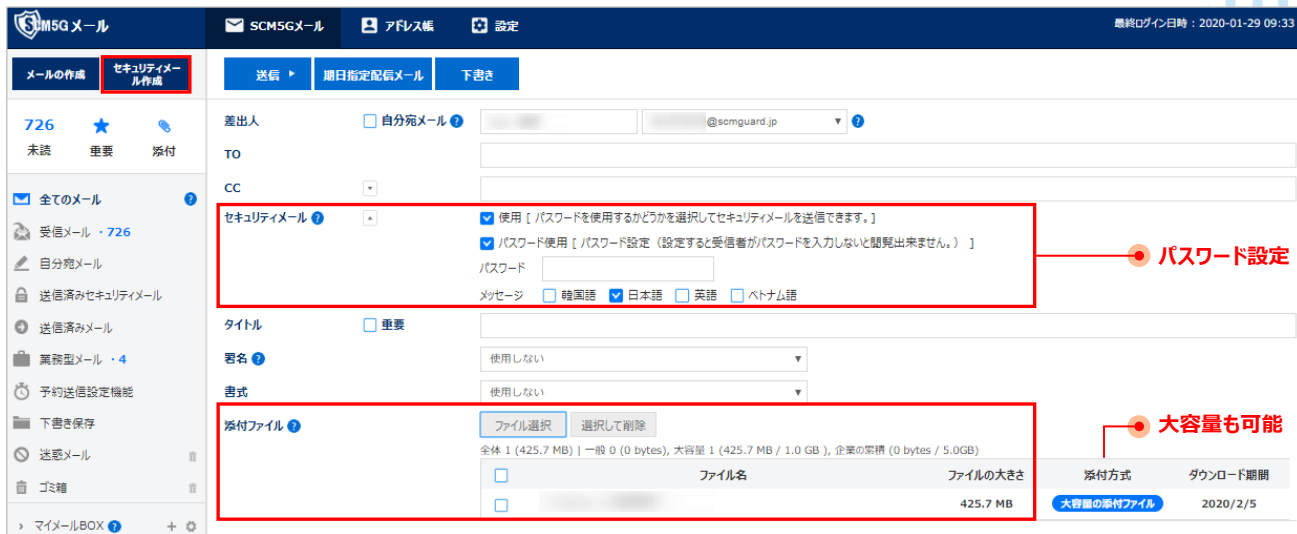 SCM5Gメール
SCM5Gメール アドレス帳 設定 最終ログイン日時：2020-01-29 09:33
メールの作成 セキュリティメール作成 送信 期日指定配信メール 下書き
726
未読 重要 添付
差出人 自分宛メール @scmguard.jp
TO
CC
全てのメール
受信メール ・726
自分宛メール
送信済みセキュリティメール
送信済みメール
業務型メール ・4
予約送信設定機能
下書き保存
迷惑メール
ゴミ箱
マイメールBOX
セキュリティメール 使用 [ パスワードを使用するかどうかを選択してセキュリティメールを送信できます。]
パスワード使用 [ パスワード設定（設定すると受信者がパスワードを入力しないと閲覧出来ません。） ]
パスワード
メッセージ 韓国語 日本語 英語 ベトナム語
パスワード設定
タイトル 重要
署名 使用しない
書式 使用しない
添付ファイル ファイル選択 選択して削除
全体 1 (425.7 MB) | 一般 0 (0 bytes), 大容量 1 (425.7 MB / 1.0 GB ), 企業の累積 (0 bytes / 5.0GB)
大容量も可能
ファイル名 ファイルの大きさ 添付方式 ダウンロード期間
425.7 MB 大容量の添付ファイル 2020/2/5